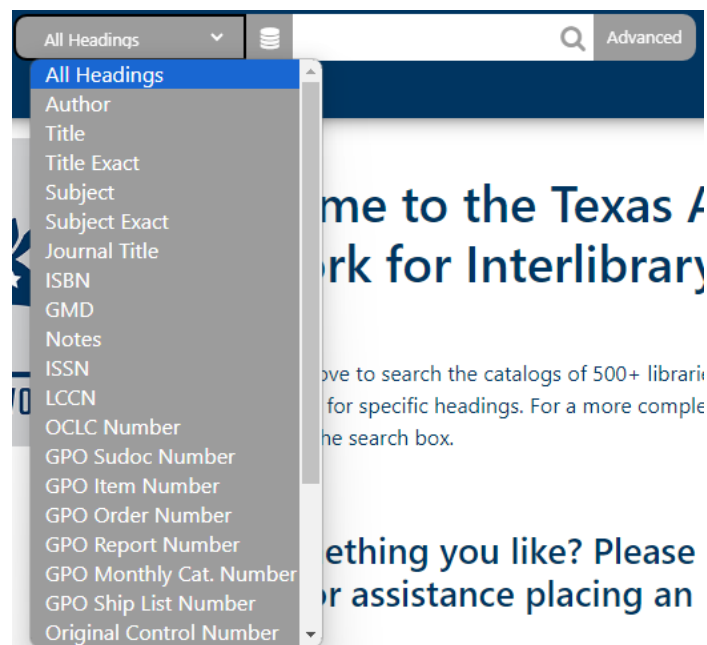 All Headings
Advanced
All Headings
Author
Title
Title Exact
Subject
Subject Exact
Journal Title
ISBN
GMD
Notes
ISSN
LCCN
OCLC Number
GPO Sudoc Number
GPO Item Number
GPO Order Number
GPO Report Number
GPO Monthly Cat. Number
GPO Ship List Number
Original Control Number
me to the Texas A
rk for Interlibrary
ove to search the catalogs of 500+ librarie
for specific headings. For a more comple
he search box.
ething you like? Please
or assistance placing an